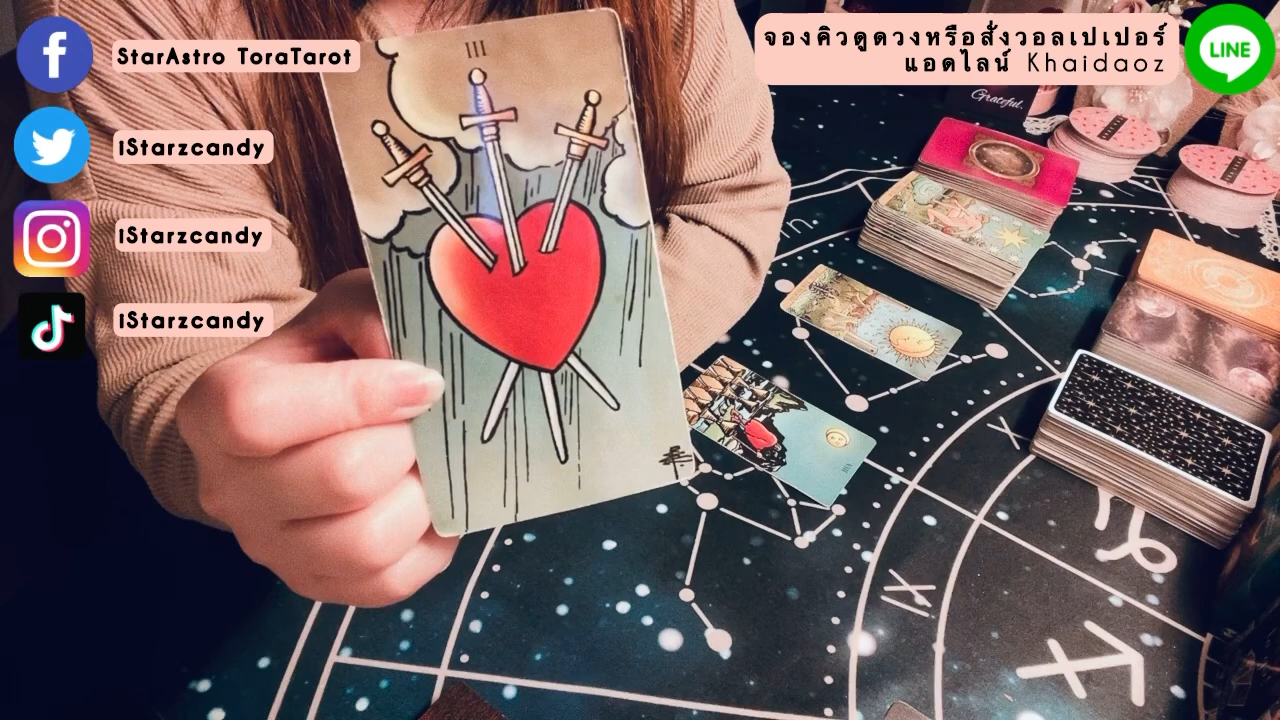 StarAstro ToraTarot
IStarzcandy
IStarzcandy
IStarzcandy
จองคิวดูดวงหรือสั่งวอลเปเปอร์
แอดไลน์ Khaidaoz
LINE
Grateful.
III
X
IX